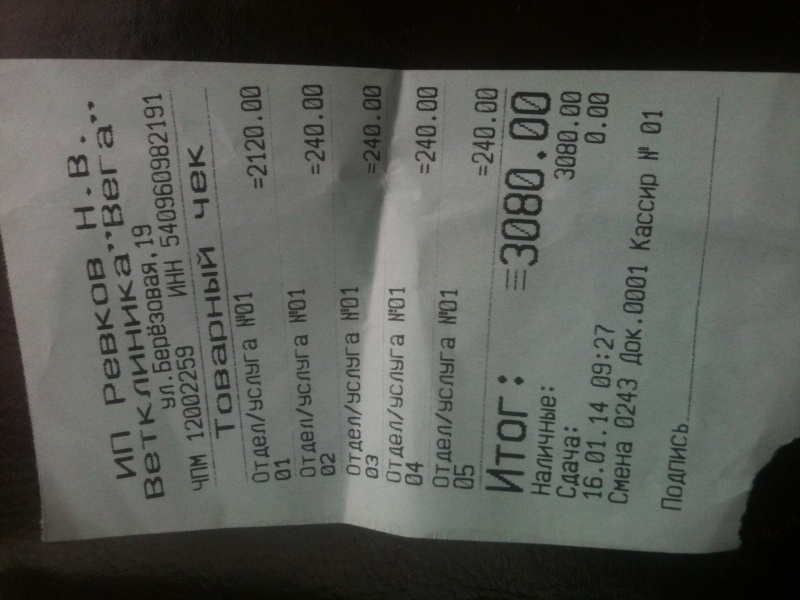 ИП Ревков Н.В.
Ветклиника "Вега"
ул.Берёзовая,19
ЧПМ 12002259 ИНН 540960982191
Товарный чек
Отдел/услуга №01
01 =2120.00
Отдел/услуга №01
02 =240.00
Отдел/услуга №01
03 =240.00
Отдел/услуга №01
04 =240.00
Отдел/услуга №01
05 =240.00
Итог: =3080.00
Наличные: 3080.00
Сдача: 0.00
16.01.14 09:27
Смена 0243 Док.0001 Кассир № 01
Подпись